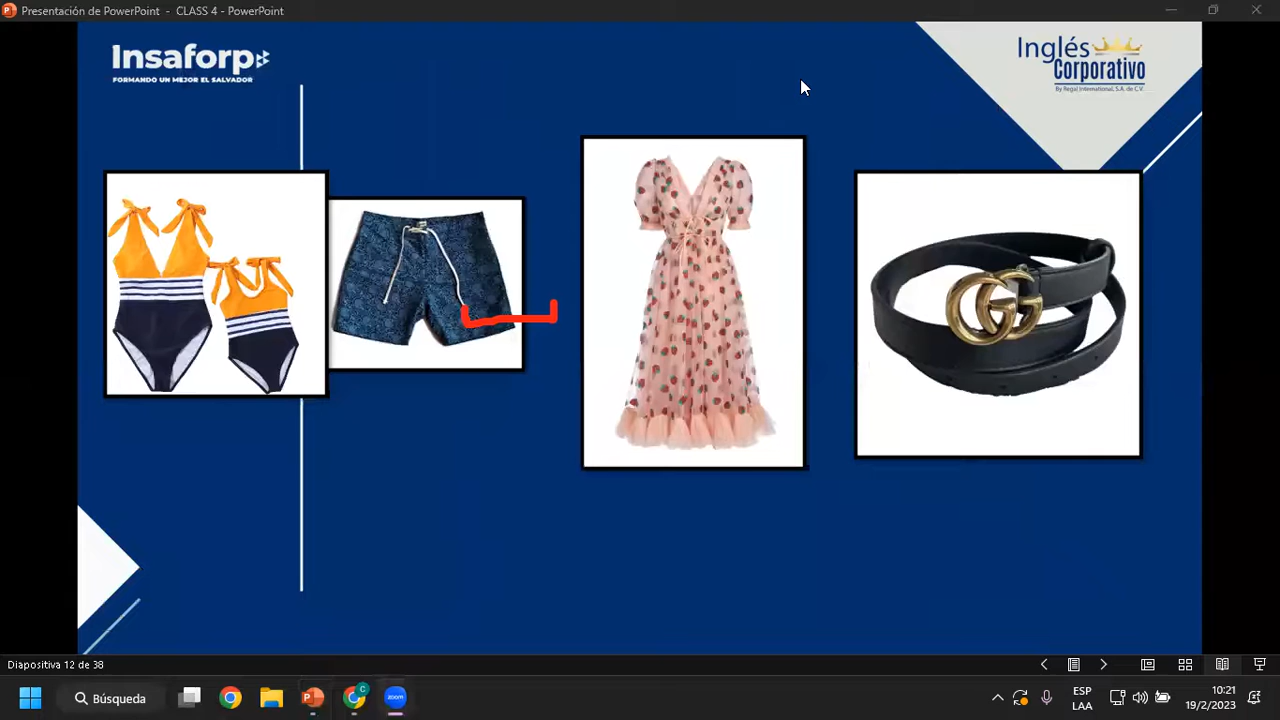 Presentación de PowerPoint - CLASS 4 - PowerPoint
Insaforp
FORMANDO UN MEJOR EL SALVADOR
Inglés
Corporativo
By Regal International, S.A. de C.V.
Diapositiva 12 de 38
Búsqueda
zoom
ESP
LAA
10:21
19/2/2023